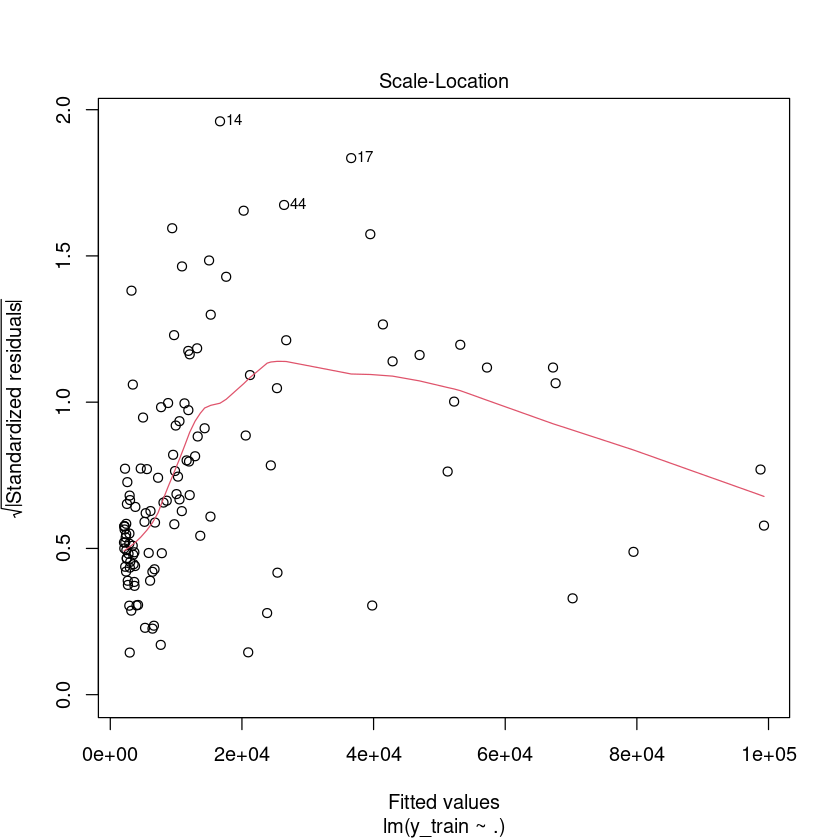 Scale-Location
2.0
1.5
1.0
0.5
0.0
√|Standardized residuals|
14
17
44
0e+00 2e+04 4e+04 6e+04 8e+04 1e+05
Fitted values
lm(y_train ~ .)